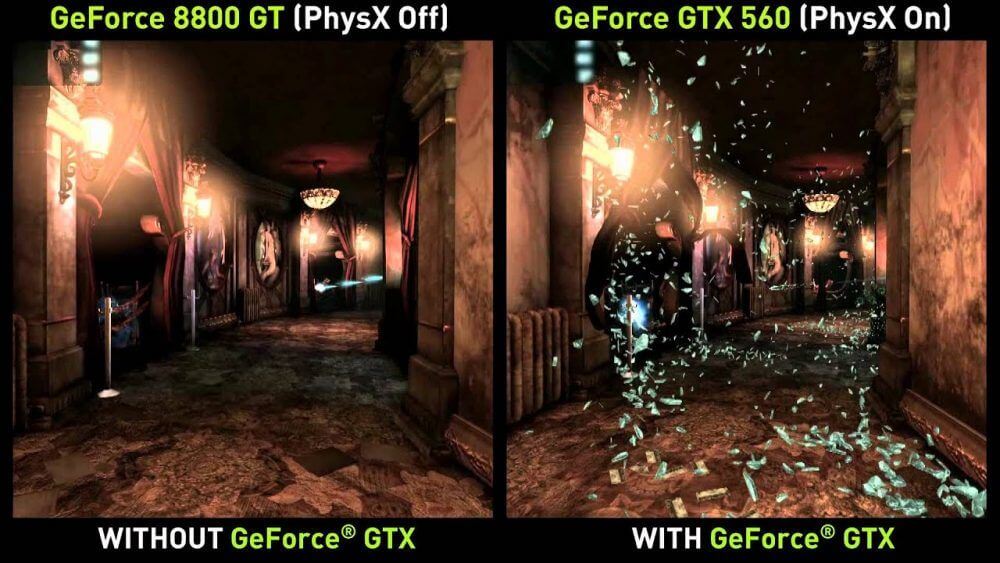 GeForce 8800 GT (PhysX Off)
GeForce GTX 560 (PhysX On)
WITHOUT GeForce® GTX
WITH GeForce® GTX